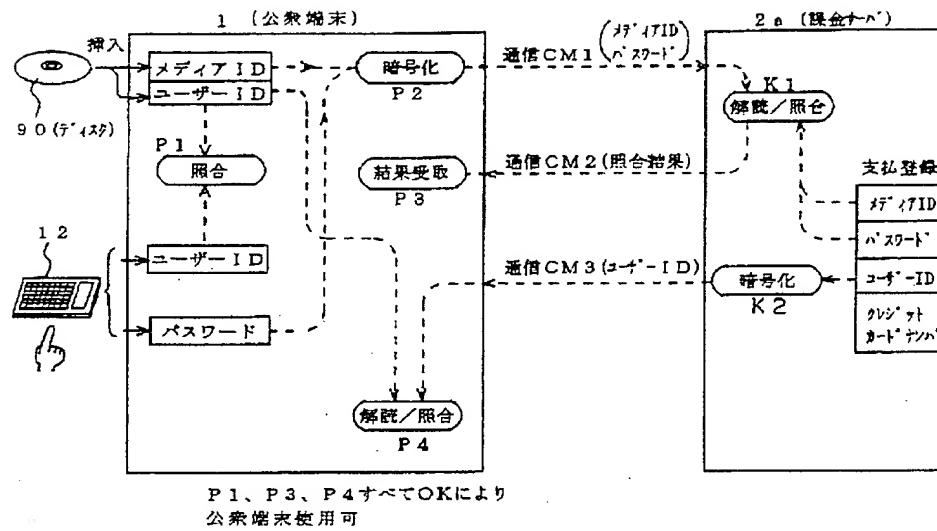 1 (公衆端末)
2a (課金サーバ)
挿入
メディアID
ユーザーID
90(ディスク)
暗号化
P2
通信CM1(メディアID
パスワード)
K1
解読/照合
P1
照合
結果受取
P3
通信CM2(照合結果)
支払登録
メディアID
パスワード
ユーザーID
クレジット
カードナンバ
12
ユーザーID
パスワード
通信CM3(ユーザーID)
暗号化
K2
解読/照合
P4
P1、P3、P4すべてOKにより
公衆端末使用可